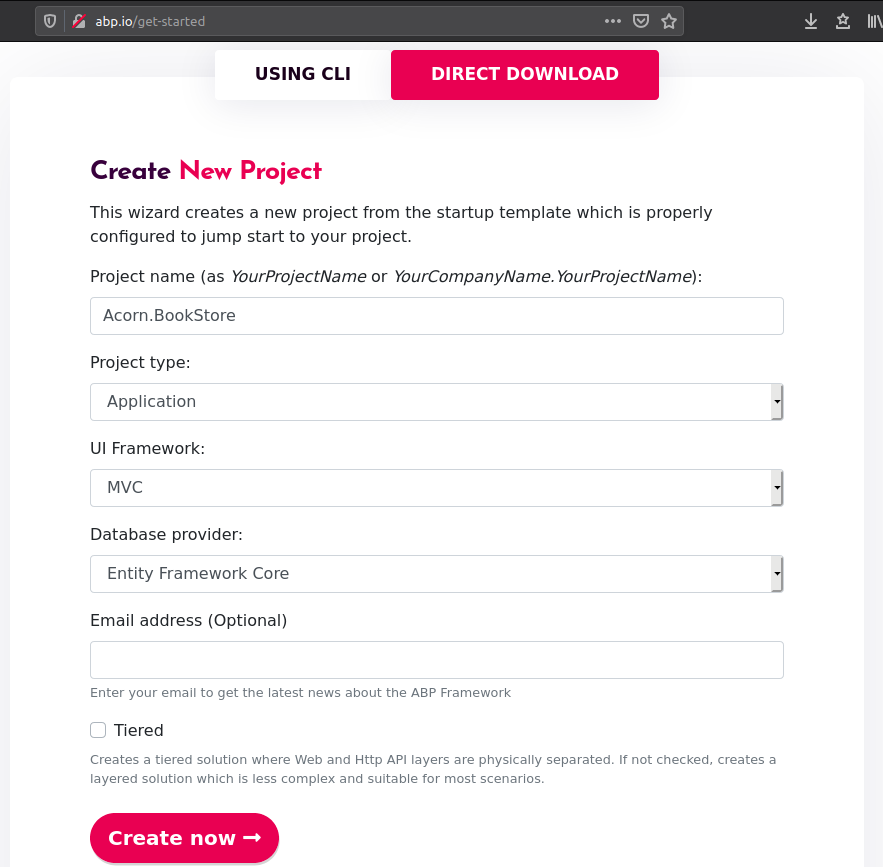 abp.io/get-started
USING CLI
DIRECT DOWNLOAD
Create New Project
This wizard creates a new project from the startup template which is properly
configured to jump start to your project.
Project name (as YourProjectName or YourCompanyName.YourProjectName):
Acorn.BookStore
Project type:
Application
UI Framework:
MVC
Database provider:
Entity Framework Core
Email address (Optional)
Enter your email to get the latest news about the ABP Framework
Tiered
Creates a tiered solution where Web and Http API layers are physically separated. If not checked, creates a
layered solution which is less complex and suitable for most scenarios.
Create now →